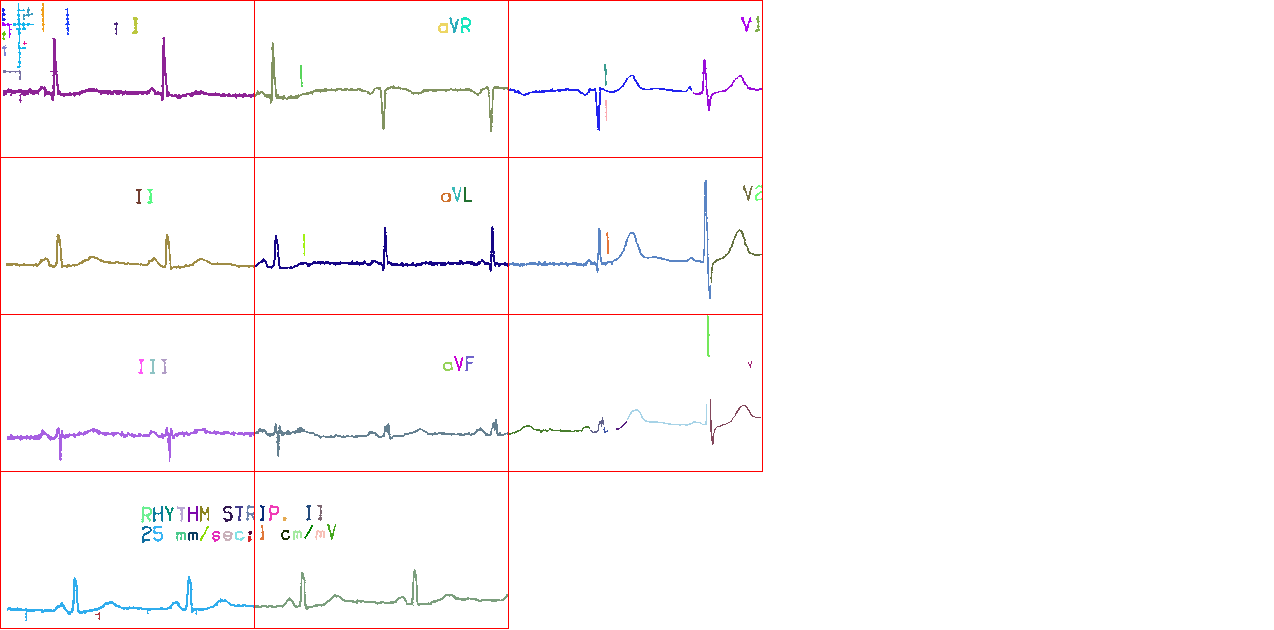 I aVR V1
II aVL V2
III aVF V
RHYTHM STRIP. II
25 mm/sec;1 cm/mV